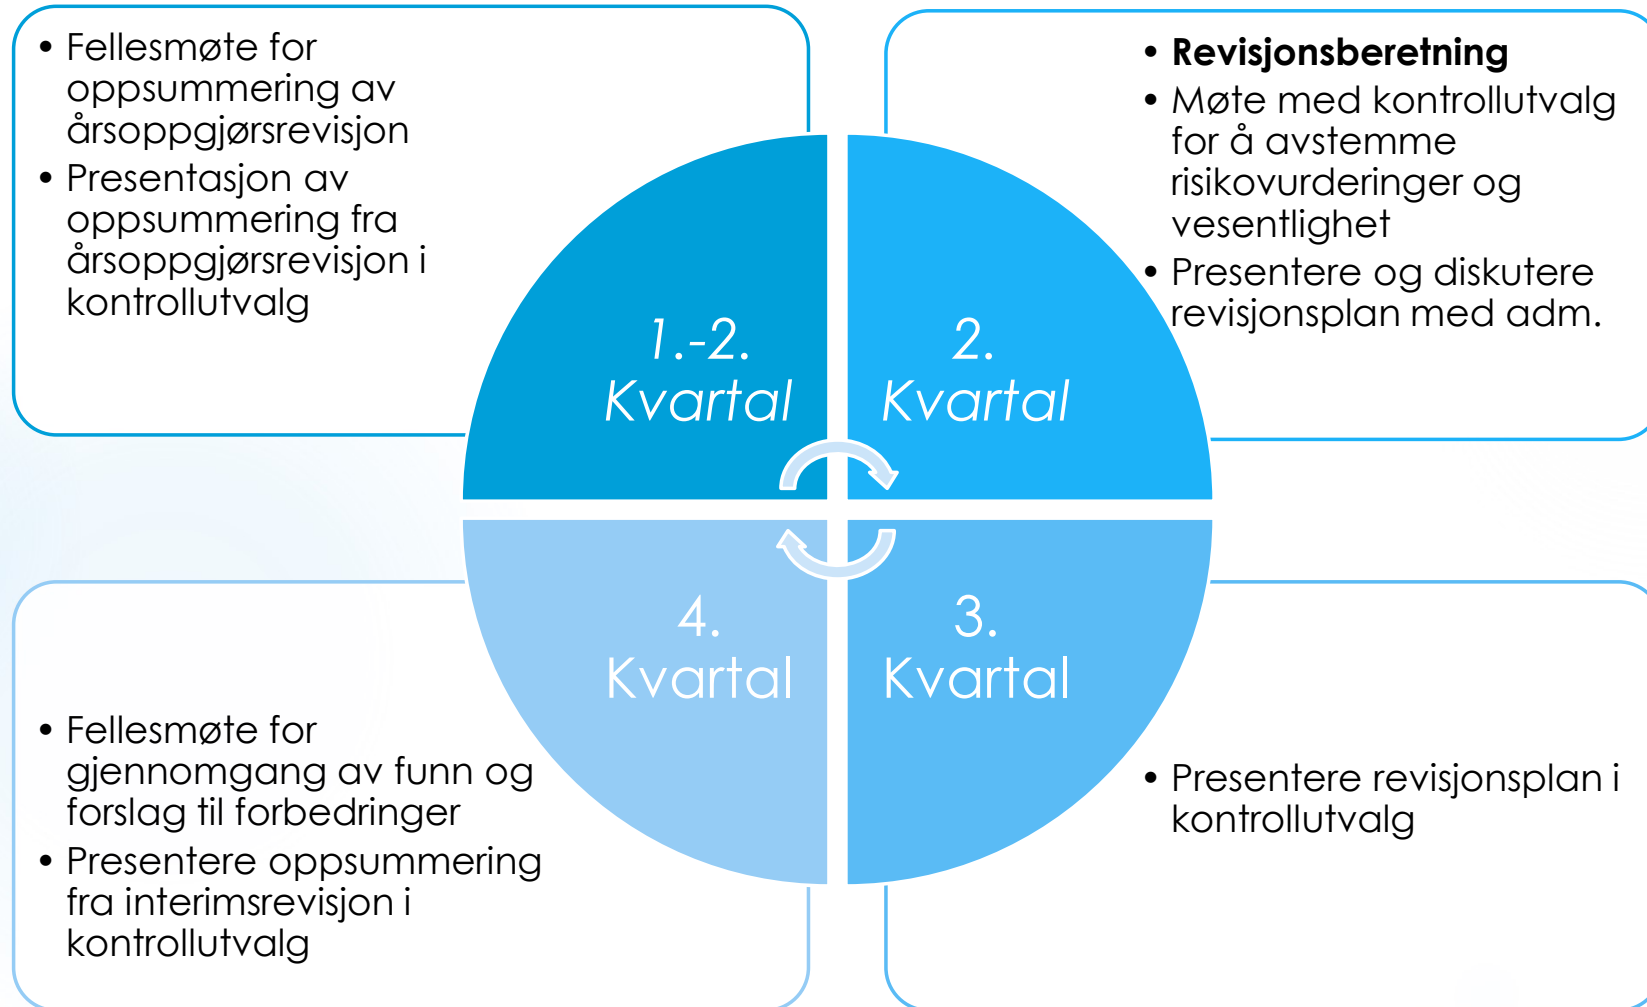 • Fellesmøte for
oppsummering av
årsoppgjørsrevisjon
• Presentasjon av
oppsummering fra
årsoppgjørsrevisjon i
kontrollutvalg
• Revisjonsberetning
• Møte med kontrollutvalg
for å avstemme
risikovurderinger og
vesentlighet
• Presentere og diskutere
revisjonsplan med adm.
1.-2.
Kvartal
2.
Kvartal
4.
Kvartal
3.
Kvartal
• Fellesmøte for
gjennomgang av funn og
forslag til forbedringer
• Presentere oppsummering
fra interimsrevisjon i
kontrollutvalg
• Presentere revisjonsplan i
kontrollutvalg